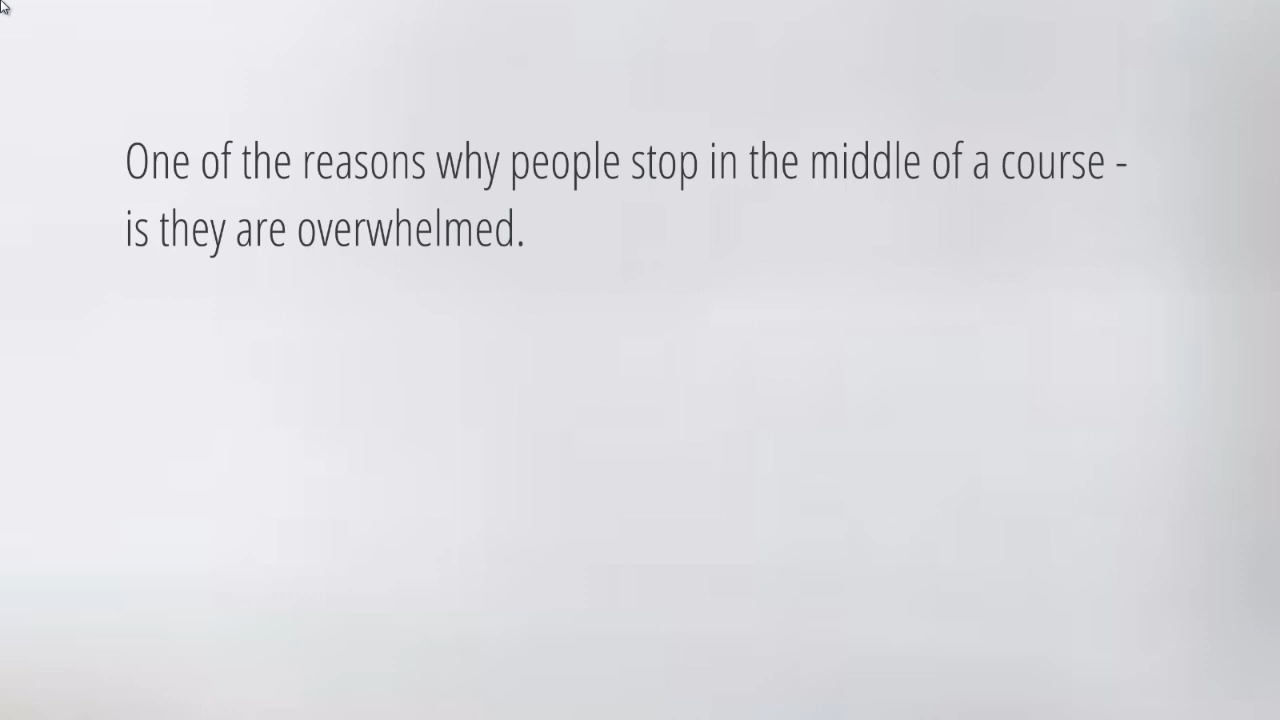 One of the reasons why people stop in the middle of a course -
is they are overwhelmed.